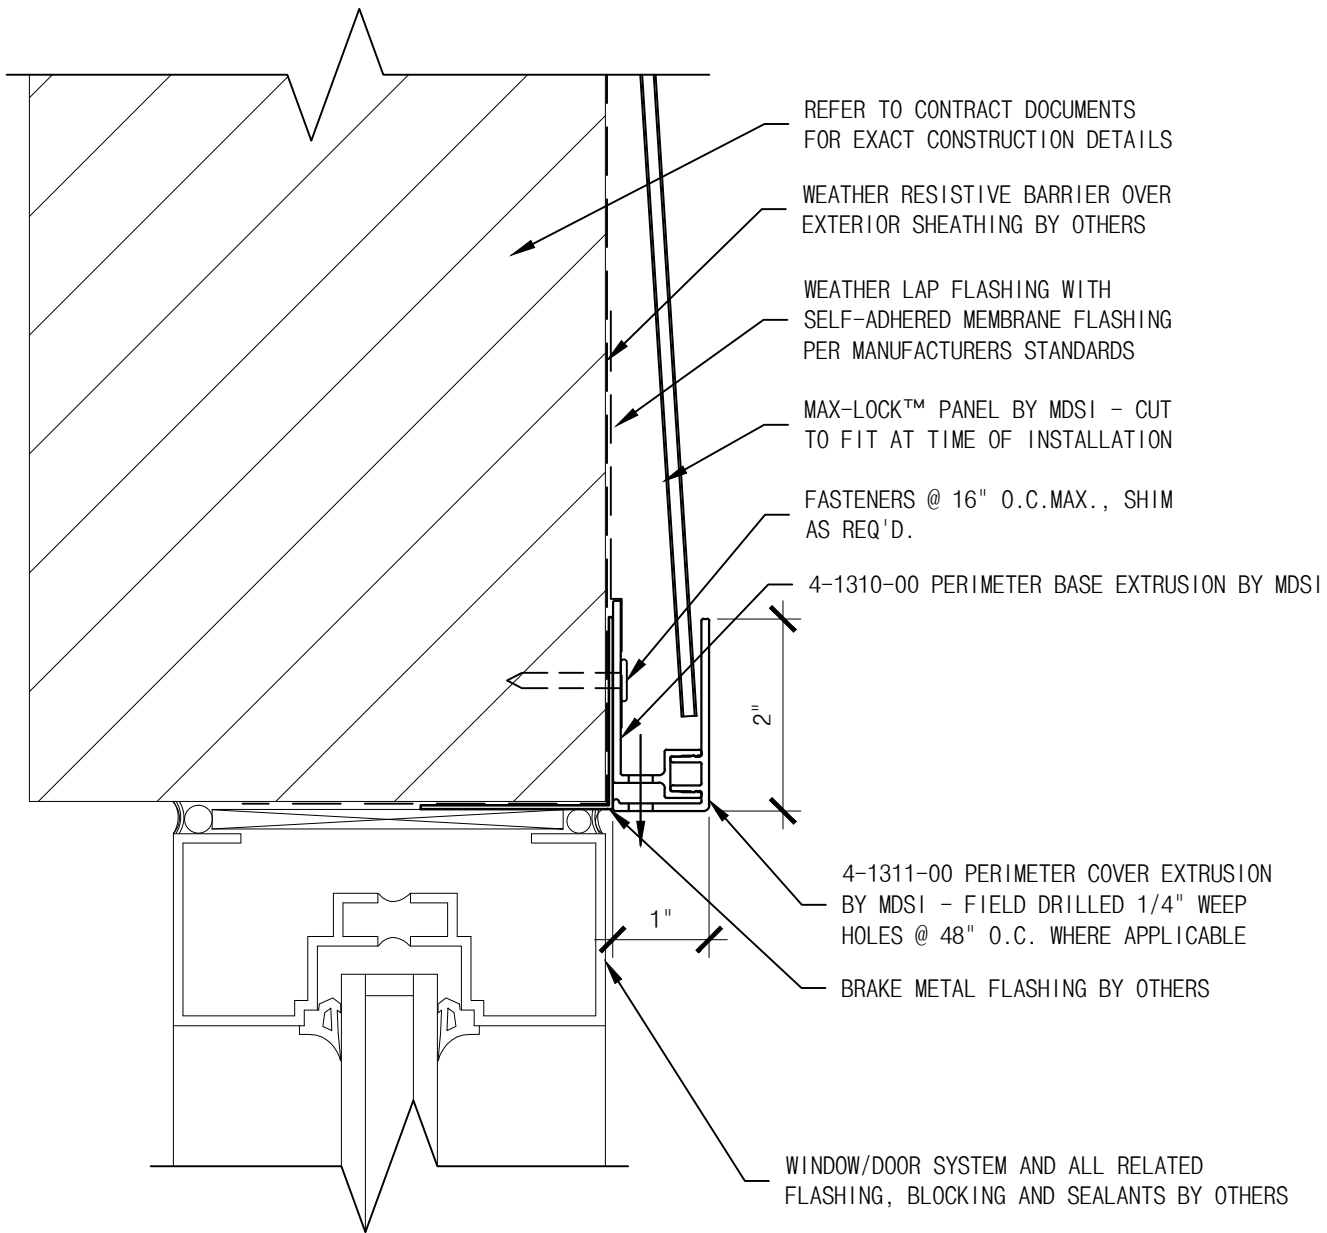 REFER TO CONTRACT DOCUMENTS
FOR EXACT CONSTRUCTION DETAILS
WEATHER RESISTIVE BARRIER OVER
EXTERIOR SHEATHING BY OTHERS
WEATHER LAP FLASHING WITH
SELF-ADHERED MEMBRANE FLASHING
PER MANUFACTURERS STANDARDS
MAX-LOCK™ PANEL BY MDSI - CUT
TO FIT AT TIME OF INSTALLATION
FASTENERS @ 16" O.C.MAX., SHIM
AS REQ'D.
4-1310-00 PERIMETER BASE EXTRUSION BY MDSI
2"
4-1311-00 PERIMETER COVER EXTRUSION
BY MDSI - FIELD DRILLED 1/4" WEEP
HOLES @ 48" O.C. WHERE APPLICABLE
1"
BRAKE METAL FLASHING BY OTHERS
WINDOW/DOOR SYSTEM AND ALL RELATED
FLASHING, BLOCKING AND SEALANTS BY OTHERS